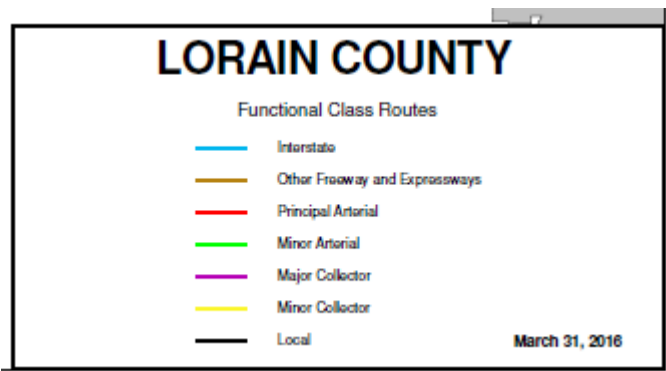 LORAIN COUNTY
Functional Class Routes
Interstate
Other Freeway and Expressways
Principal Arterial
Minor Arterial
Major Collector
Minor Collector
Local
March 31, 2016